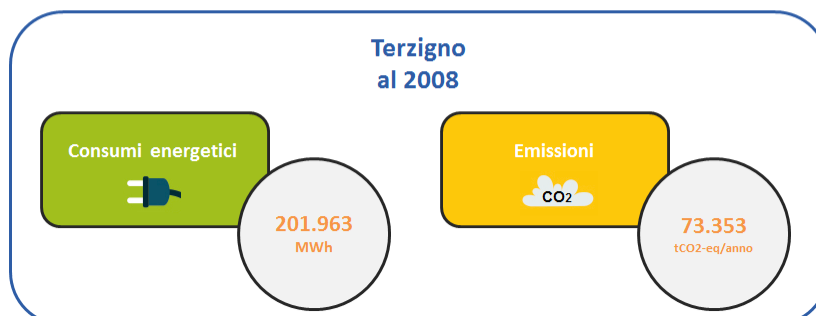 Terzigno
al 2008
Consumi energetici
Emissioni
CO2
201.963
MWh
73.353
tCO2-eq/anno